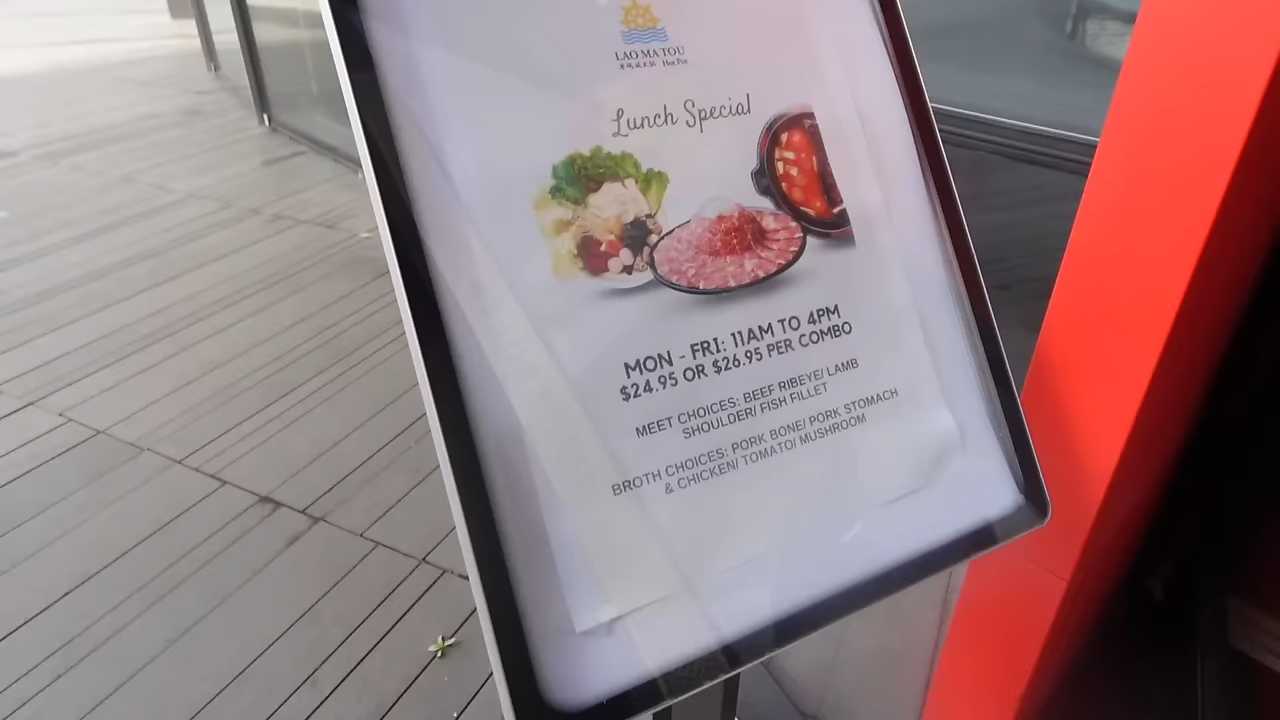 LAO MA TOU
Hot Pot
Lunch Special
MON - FRI: 11AM TO 4PM
$24.95 OR $26.95 PER COMBO
MEET CHOICES: BEEF RIBEYE/ LAMB
SHOULDER/ FISH FILLET
BROTH CHOICES: PORK BONE/ PORK STOMACH
& CHICKEN/ TOMATO/ MUSHROOM